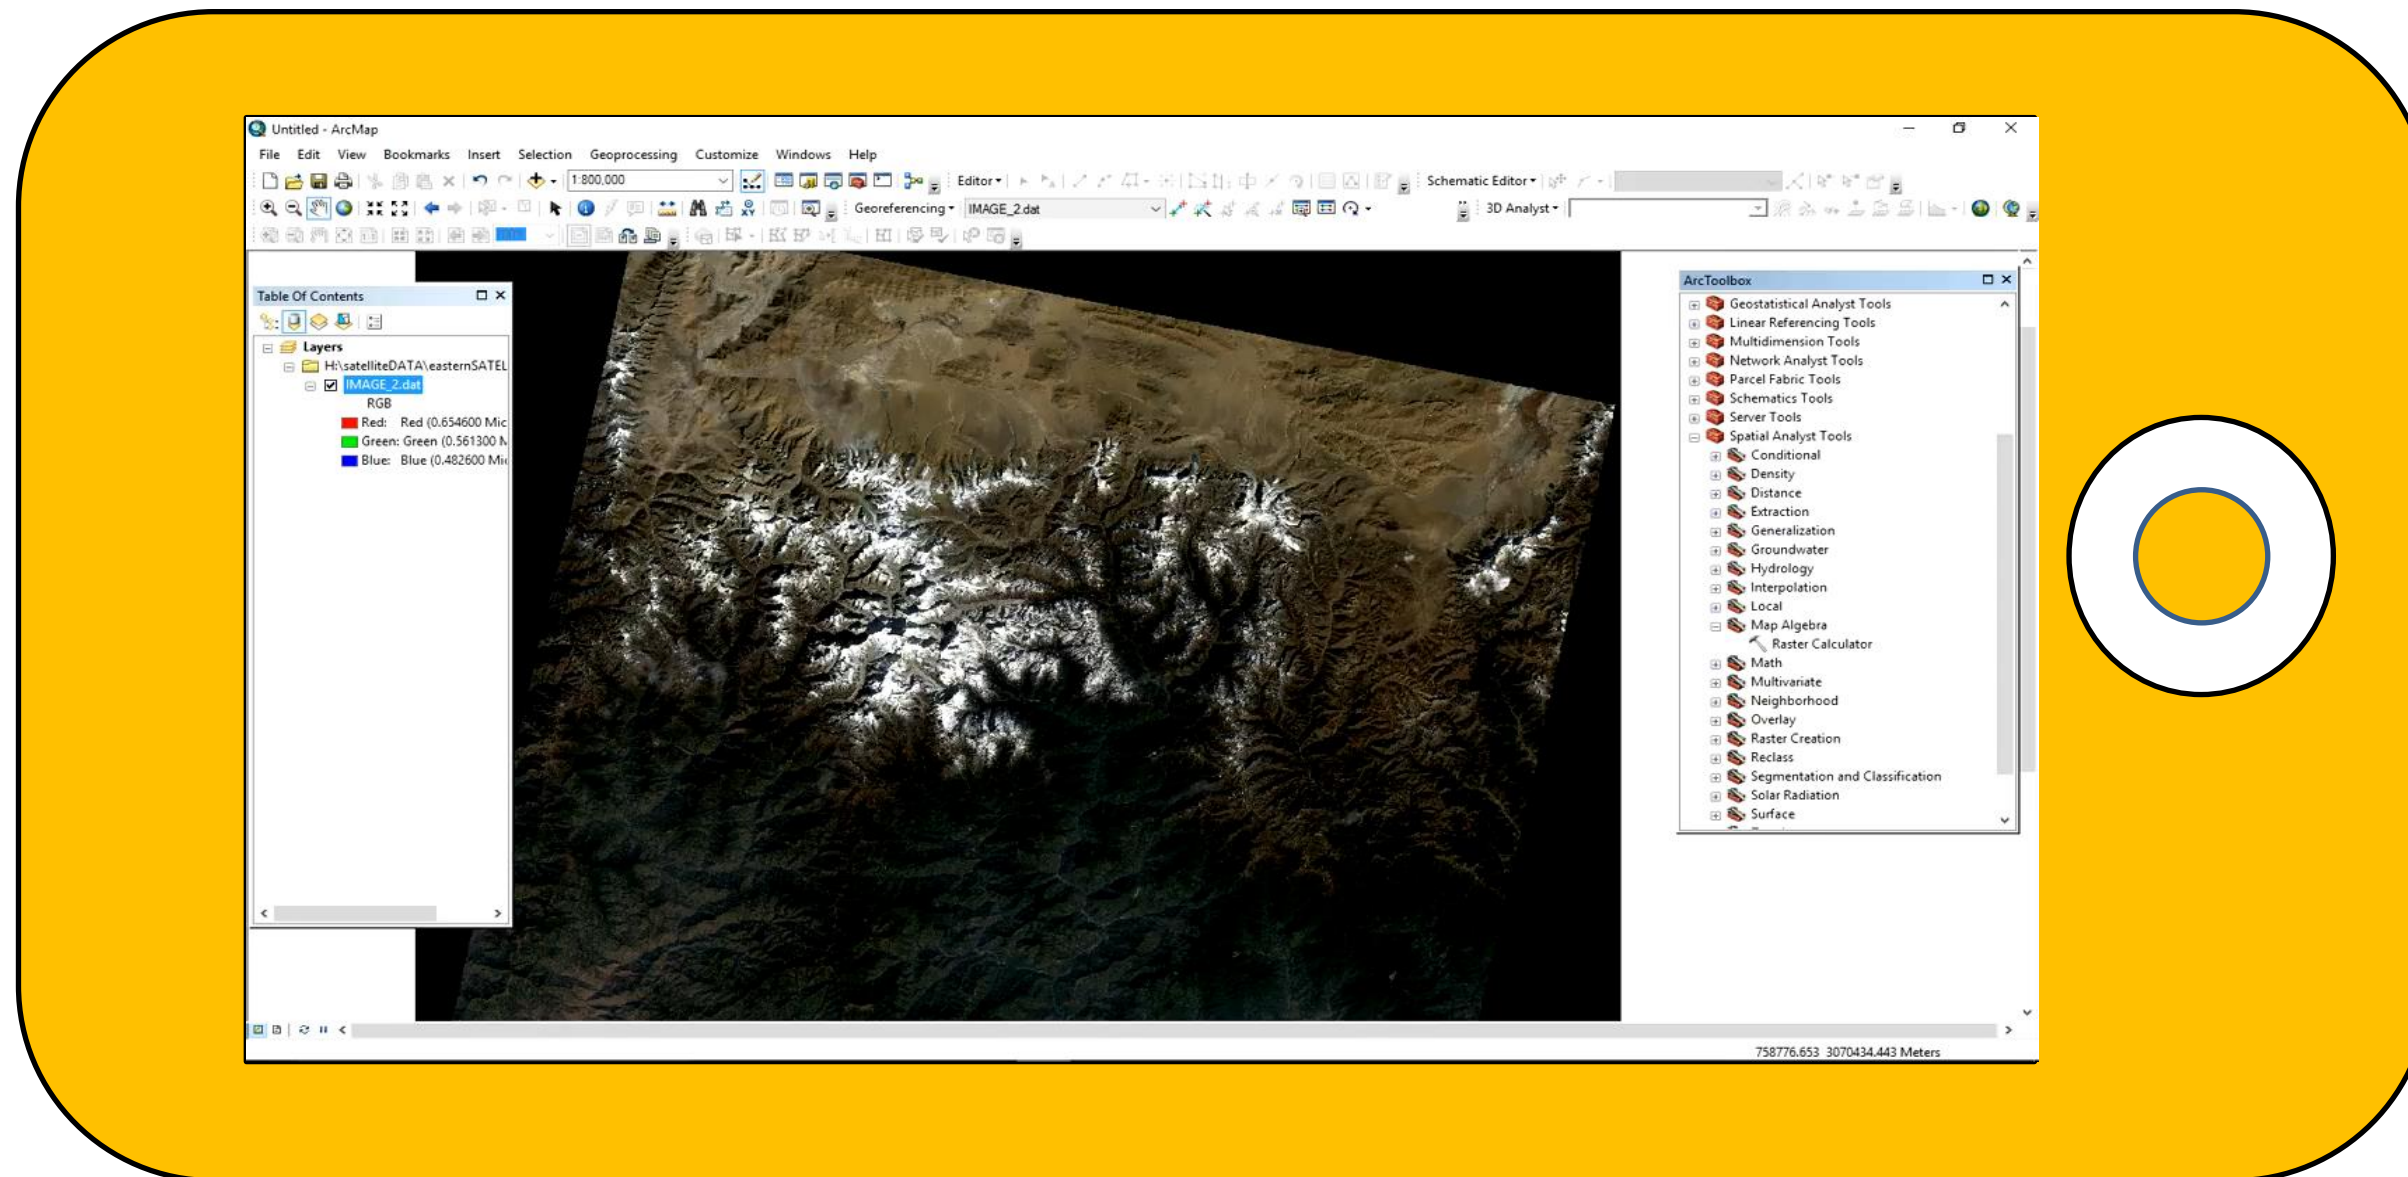 Untitled - ArcMap
File Edit View Bookmarks Insert Selection Geoprocessing Customize Windows Help
1:800,000
Editor
Schematic Editor
Georeferencing
IMAGE_2.dat
3D Analyst
Table Of Contents
Layers
H:\satelliteDATA\easternSATEL
IMAGE_2.dat
RGB
Red: Red (0.654600 Mic
Green: Green (0.561300 M
Blue: Blue (0.482600 Mic
ArcToolbox
Geostatistical Analyst Tools
Linear Referencing Tools
Multidimension Tools
Network Analyst Tools
Parcel Fabric Tools
Schematics Tools
Server Tools
Spatial Analyst Tools
Conditional
Density
Distance
Extraction
Generalization
Groundwater
Hydrology
Interpolation
Local
Map Algebra
Raster Calculator
Math
Multivariate
Neighborhood
Overlay
Raster Creation
Reclass
Segmentation and Classification
Solar Radiation
Surface
758776.653 3070434.443 Meters